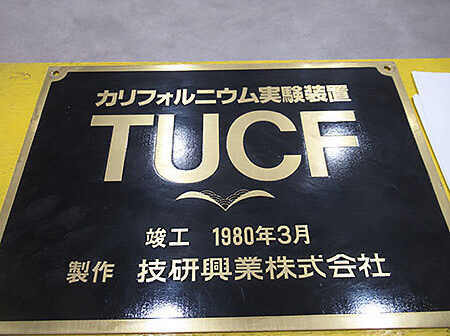 カリフォルニウム実験装置
TUCF
竣工 1980年3月
製作 技研興業株式会社